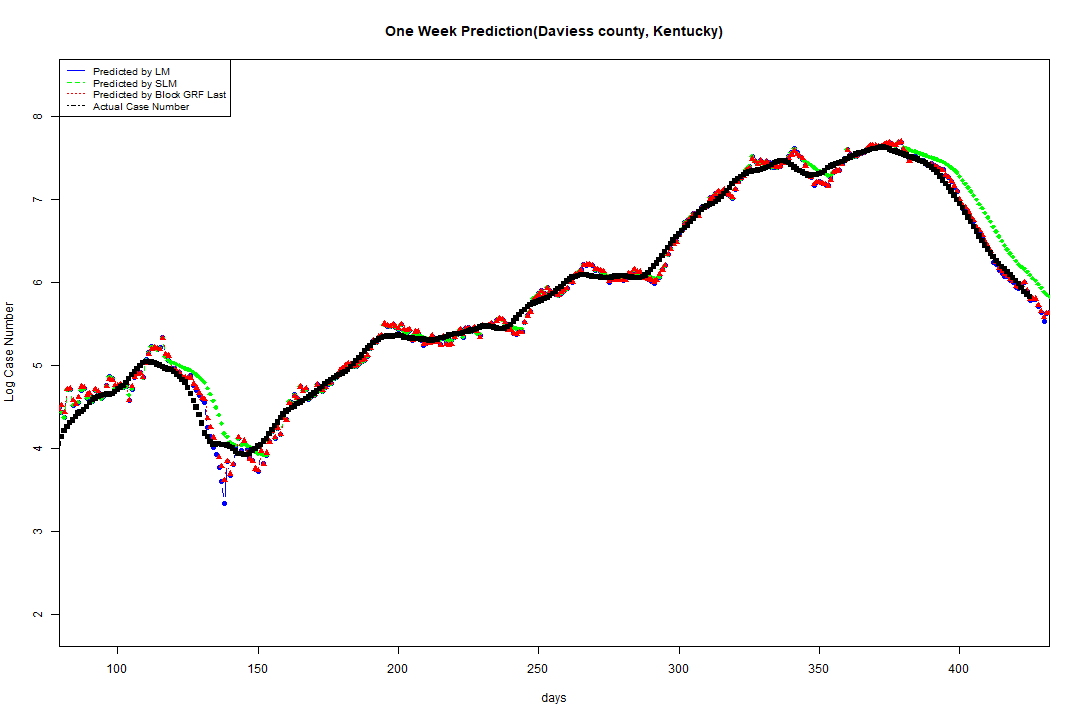 One Week Prediction(Daviess county, Kentucky)
Predicted by LM
Predicted by SLM
Predicted by Block GRF Last
Actual Case Number
8
7
6
5
4
3
2
Log Case Number
100 150 200 250 300 350 400
days